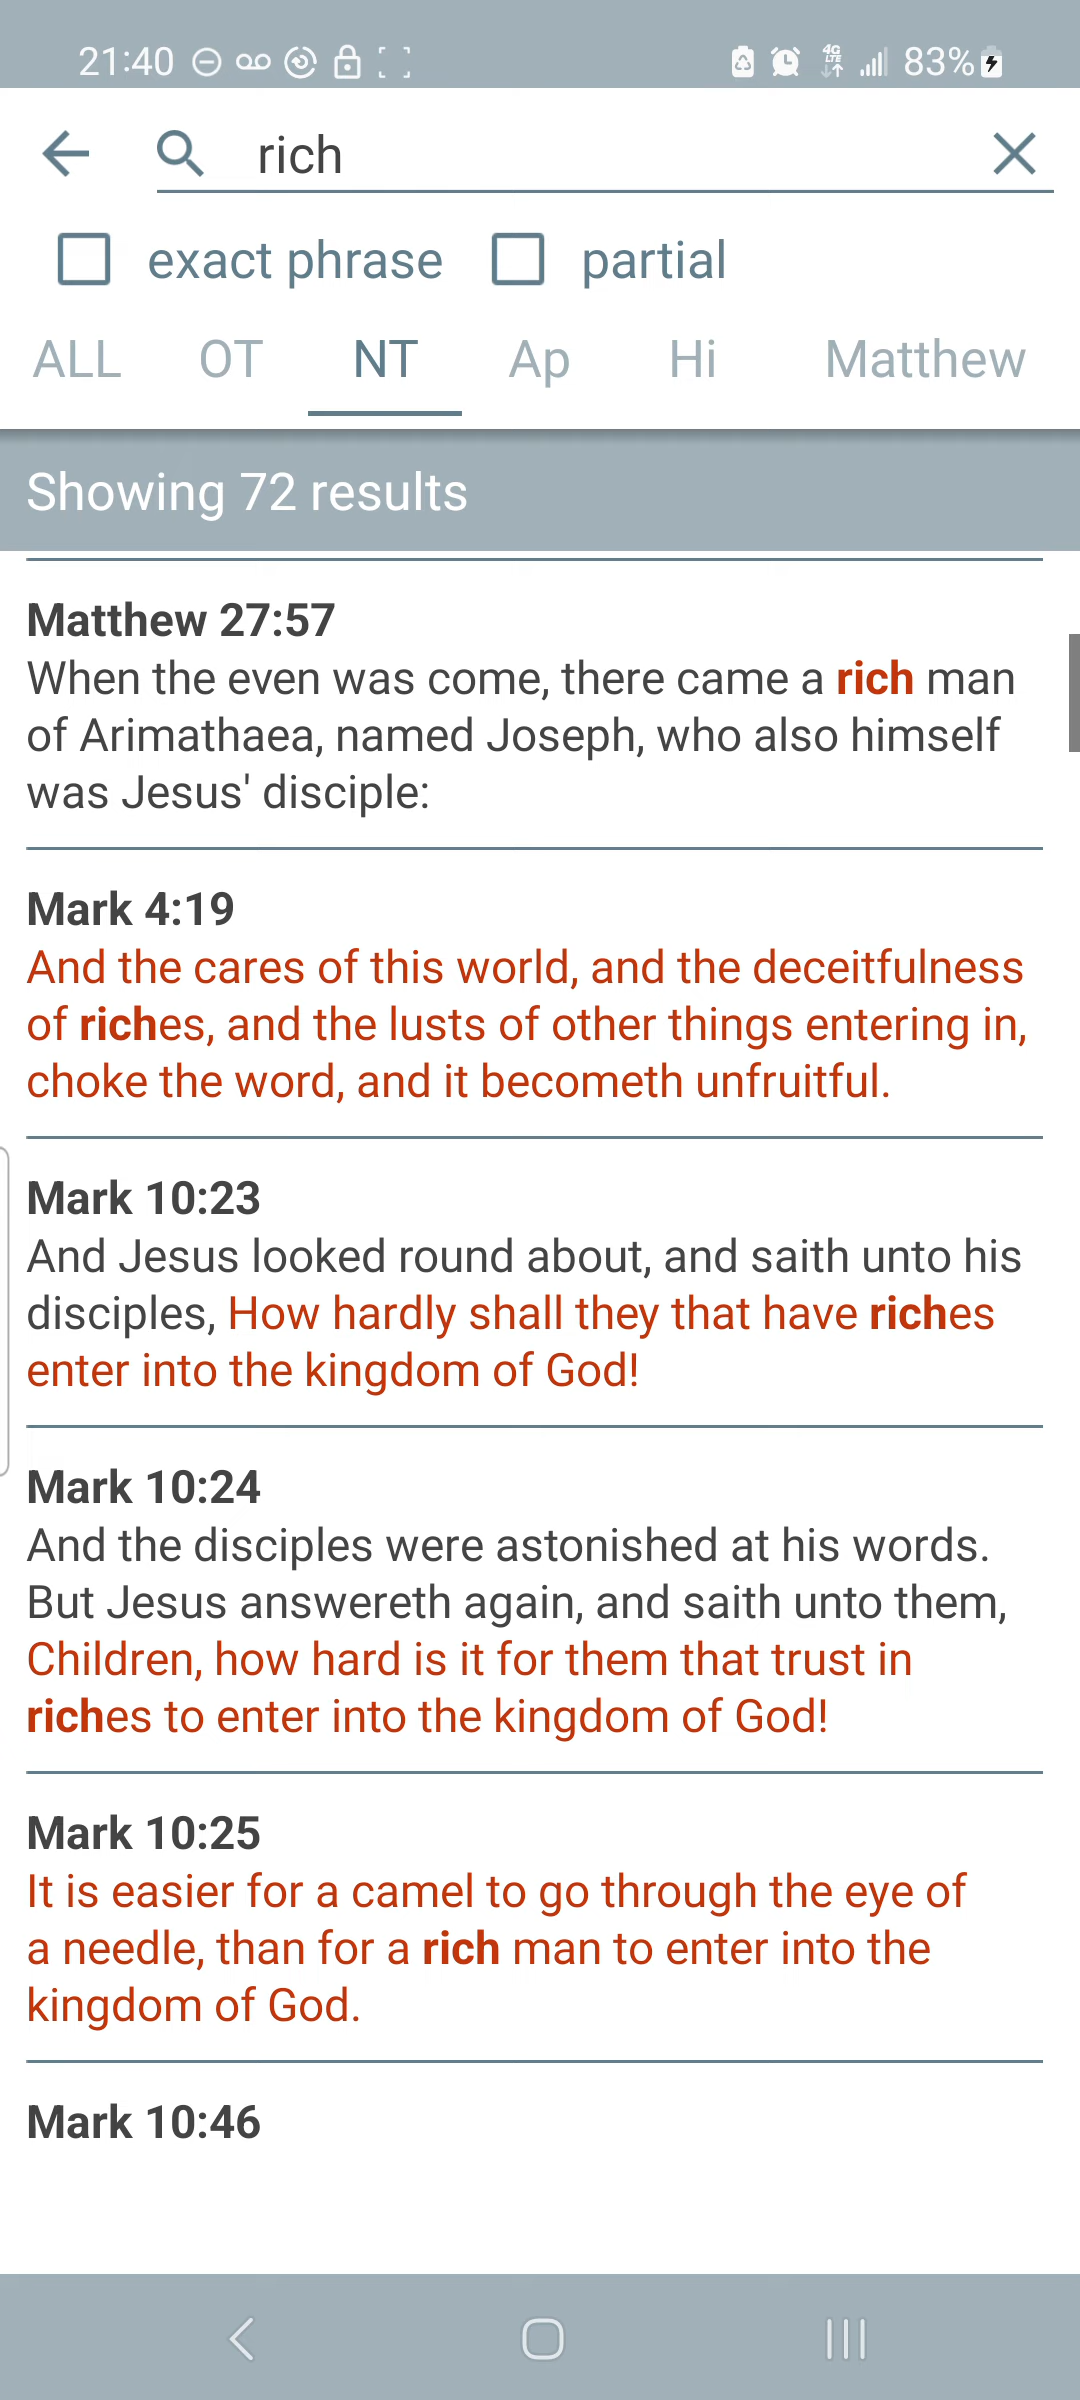 21:40
4G
LTE
83%
rich
exact phrase
partial
ALL OT NT Ap Hi Matthew
Showing 72 results
Matthew 27:57
When the even was come, there came a rich man
of Arimathaea, named Joseph, who also himself
was Jesus' disciple:
Mark 4:19
And the cares of this world, and the deceitfulness
of riches, and the lusts of other things entering in,
choke the word, and it becometh unfruitful.
Mark 10:23
And Jesus looked round about, and saith unto his
disciples, How hardly shall they that have riches
enter into the kingdom of God!
Mark 10:24
And the disciples were astonished at his words.
But Jesus answereth again, and saith unto them,
Children, how hard is it for them that trust in
riches to enter into the kingdom of God!
Mark 10:25
It is easier for a camel to go through the eye of
a needle, than for a rich man to enter into the
kingdom of God.
Mark 10:46